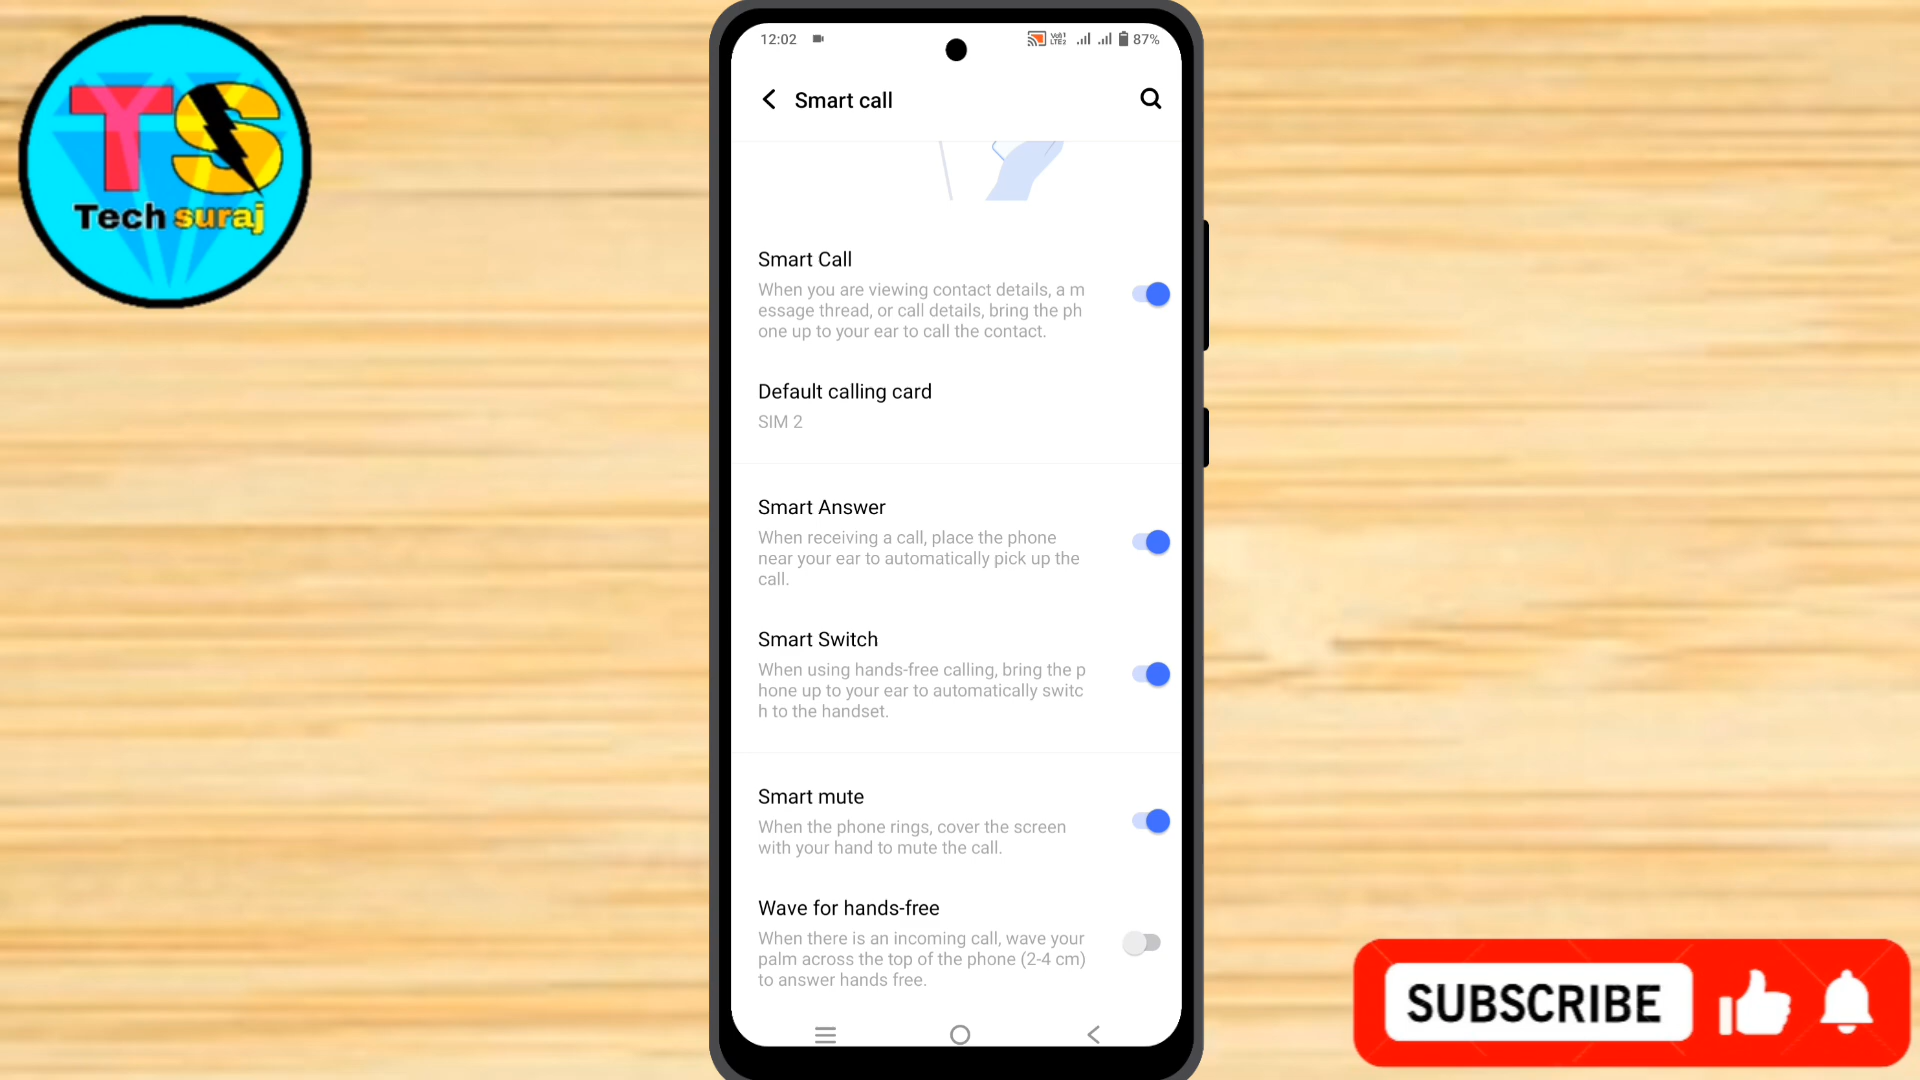 TS
Tech suraj
12:02
Vo1
LTE2
87%
Smart call
Smart Call
When you are viewing contact details, a m
essage thread, or call details, bring the ph
one up to your ear to call the contact.
Default calling card
SIM 2
Smart Answer
When receiving a call, place the phone
near your ear to automatically pick up the
call.
Smart Switch
When using hands-free calling, bring the p
hone up to your ear to automatically switc
h to the handset.
Smart mute
When the phone rings, cover the screen
with your hand to mute the call.
Wave for hands-free
When there is an incoming call, wave your
palm across the top of the phone (2-4 cm)
to answer hands free.
SUBSCRIBE